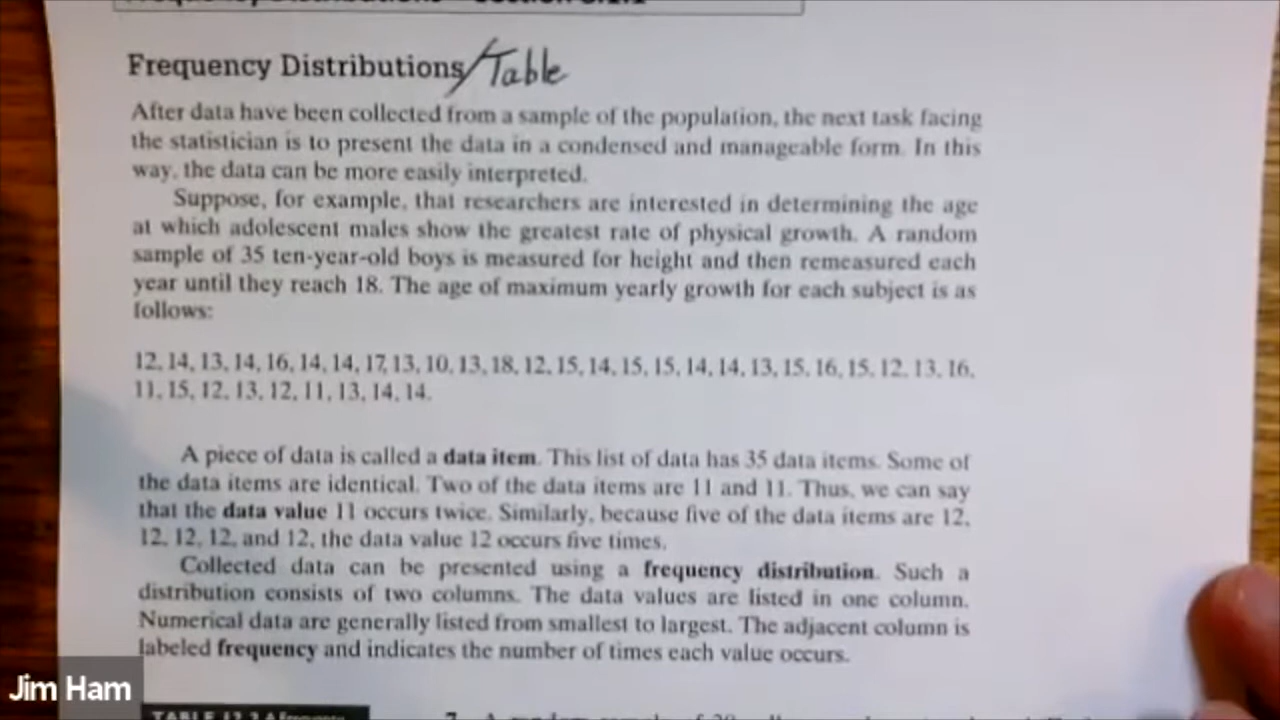 Frequency Distributions/Table
After data have been collected from a sample of the population, the next task facing
the statistician is to present the data in a condensed and manageable form. In this
way, the data can be more easily interpreted.
Suppose, for example, that researchers are interested in determining the age
at which adolescent males show the greatest rate of physical growth. A random
sample of 35 ten-year-old boys is measured for height and then remeasured each
year until they reach 18. The age of maximum yearly growth for each subject is as
follows:
12, 14, 13, 14, 16, 14, 14, 17, 13, 10, 13, 18, 12, 15, 14, 15, 15, 14, 14, 13, 15, 16, 15, 12, 13, 16,
11, 15, 12, 13, 12, 11, 13, 14, 14.
A piece of data is called a data item. This list of data has 35 data items. Some of
the data items are identical. Two of the data items are 11 and 11. Thus, we can say
that the data value 11 occurs twice. Similarly, because five of the data items are 12,
12, 12, 12, and 12, the data value 12 occurs five times.
Collected data can be presented using a frequency distribution. Such a
distribution consists of two columns. The data values are listed in one column.
Numerical data are generally listed from smallest to largest. The adjacent column is
labeled frequency and indicates the number of times each value occurs.
Jim Ham